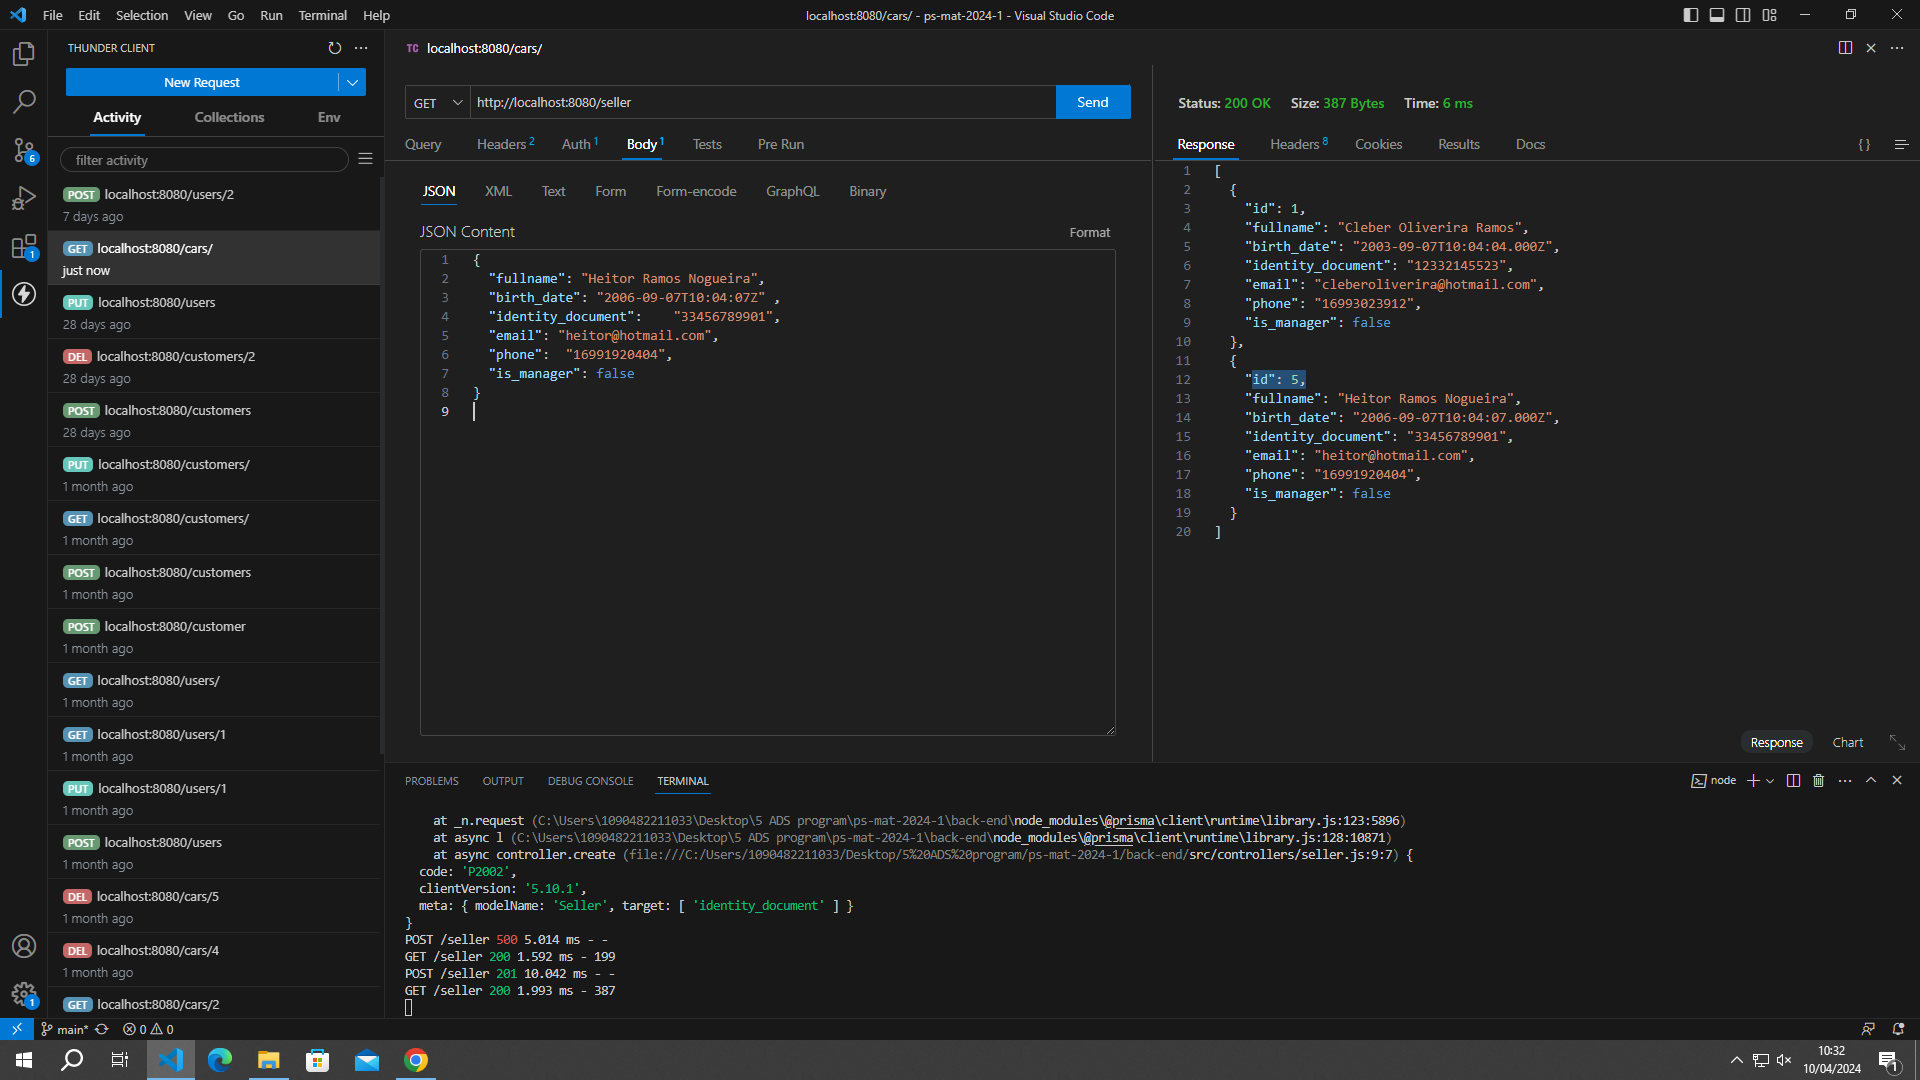 File Edit Selection View Go Run Terminal Help
localhost:8080/cars/ - ps-mat-2024-1 - Visual Studio Code
THUNDER CLIENT
New Request
Activity Collections Env
filter activity
POST localhost:8080/users/2
7 days ago
GET localhost:8080/cars/
just now
PUT localhost:8080/users
28 days ago
DEL localhost:8080/customers/2
28 days ago
POST localhost:8080/customers
28 days ago
PUT localhost:8080/customers/
1 month ago
GET localhost:8080/customers/
1 month ago
POST localhost:8080/customers
1 month ago
POST localhost:8080/customer
1 month ago
GET localhost:8080/users/
1 month ago
GET localhost:8080/users/1
1 month ago
PUT localhost:8080/users/1
1 month ago
POST localhost:8080/users
1 month ago
DEL localhost:8080/cars/5
1 month ago
DEL localhost:8080/cars/4
1 month ago
GET localhost:8080/cars/2
6
1
1
TC localhost:8080/cars/
GET http://localhost:8080/seller Send
Query Headers 2 Auth 1 Body 1 Tests Pre Run
JSON XML Text Form Form-encode GraphQL Binary
JSON Content Format
1 {
2 "fullname": "Heitor Ramos Nogueira",
3 "birth_date": "2006-09-07T10:04:07Z" ,
4 "identity_document":    "33456789901",
5 "email": "heitor@hotmail.com",
6 "phone":  "16991920404",
7 "is_manager": false
8 }
9
Status: 200 OK Size: 387 Bytes Time: 6 ms
Response Headers 8 Cookies Results Docs { }
1 [
2 {
3 "id": 1,
4 "fullname": "Cleber Oliverira Ramos",
5 "birth_date": "2003-09-07T10:04:04.000Z",
6 "identity_document": "12332145523",
7 "email": "cleberoliverira@hotmail.com",
8 "phone": "16993023912",
9 "is_manager": false
10 },
11 {
12 "id": 5,
13 "fullname": "Heitor Ramos Nogueira",
14 "birth_date": "2006-09-07T10:04:07.000Z",
15 "identity_document": "33456789901",
16 "email": "heitor@hotmail.com",
17 "phone": "16991920404",
18 "is_manager": false
19 }
20 ]
Response Chart
PROBLEMS OUTPUT DEBUG CONSOLE TERMINAL
node
at _n.request (C:\Users\1090482211033\Desktop\5 ADS program\ps-mat-2024-1\back-end\node_modules\@prisma\client\runtime\library.js:123:5896)
at async l (C:\Users\1090482211033\Desktop\5 ADS program\ps-mat-2024-1\back-end\node_modules\@prisma\client\runtime\library.js:128:10871)
at async controller.create (file:///C:/Users/1090482211033/Desktop/5%20ADS%20program/ps-mat-2024-1/back-end/src/controllers/seller.js:9:7) {
code: 'P2002',
clientVersion: '5.10.1',
meta: { modelName: 'Seller', target: [ 'identity_document' ] }
}
POST /seller 500 5.014 ms - -
GET /seller 200 1.592 ms - 199
POST /seller 201 10.042 ms - -
GET /seller 200 1.993 ms - 387
main* 0 0
10:32
10/04/2024
1